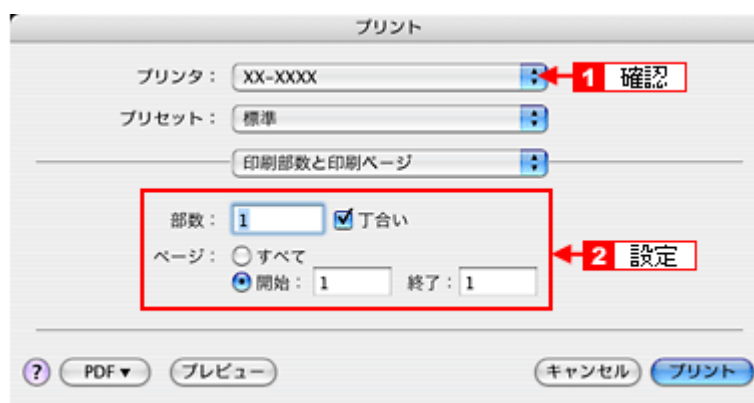 プリント
プリンタ： XX-XXXX 1 確認
プリセット： 標準
印刷部数と印刷ページ
部数： 1 丁合い
ページ： すべて
開始： 1 終了： 1 2 設定
? PDF▼ プレビュー キャンセル プリント